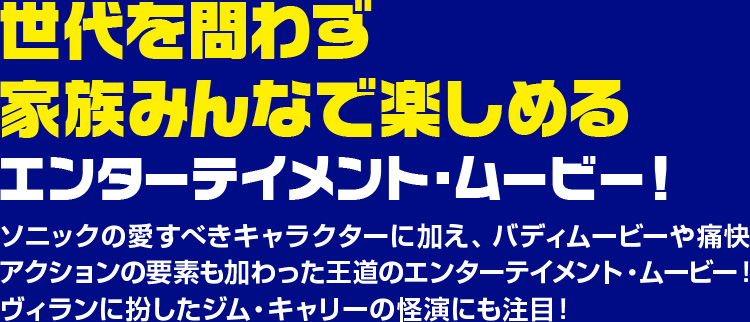 世代を問わず
家族みんなで楽しめる
エンターテイメント・ムービー！
ソニックの愛すべきキャラクターに加え、バディムービーや痛快
アクションの要素も加わった王道のエンターテイメント・ムービー！
ヴィランに扮したジム・キャリーの怪演にも注目！